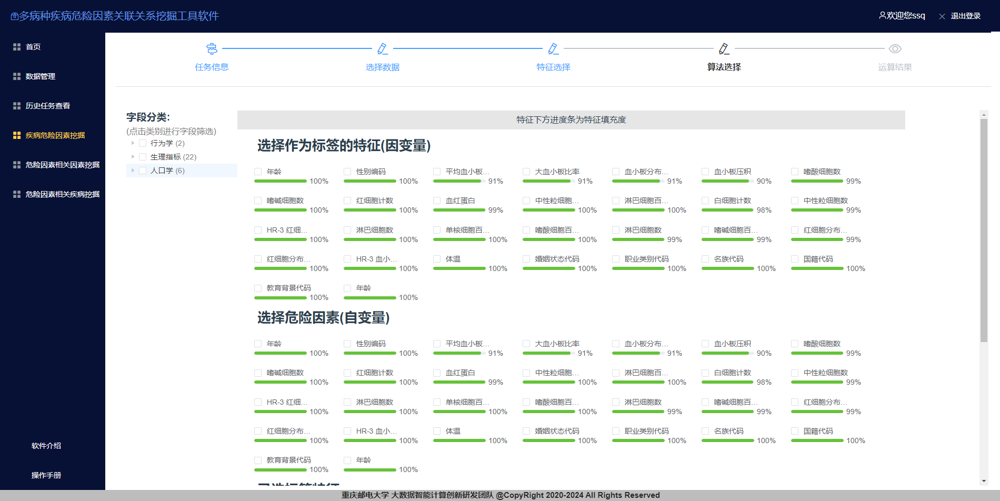 多病种疾病危险因素关联关系挖掘工具软件
欢迎您ssq
退出登录
首页
数据管理
历史任务查看
疾病危险因素挖掘
危险因素相关因素挖掘
危险因素相关疾病挖掘
软件介绍
操作手册
任务信息
选择数据
特征选择
算法选择
运算结果
字段分类:
(点击类别进行字段筛选)
行为学 (2)
生理指标 (22)
人口学 (6)
特征下方进度条为特征填充度
选择作为标签的特征(因变量)
年龄 性别编码 平均血小板... 大血小板比率 血小板分布... 血小板压积 嗜酸细胞数
100% 100% 91% 91% 91% 90% 99%
嗜碱细胞数 红细胞计数 血红蛋白 中性粒细胞... 淋巴细胞百... 白细胞计数 中性粒细胞数
100% 100% 99% 100% 100% 98% 99%
HR-3 红细... 淋巴细胞数 单核细胞百... 嗜酸细胞百... 淋巴细胞数 嗜碱细胞百... 红细胞分布...
100% 100% 100% 100% 99% 99% 99%
红细胞分布... HR-3 血小... 体温 婚姻状态代码 职业类别代码 名族代码 国籍代码
100% 100% 100% 100% 100% 100% 100%
教育背景代码 年龄
100% 100%
选择危险因素(自变量)
年龄 性别编码 平均血小板... 大血小板比率 血小板分布... 血小板压积 嗜酸细胞数
100% 100% 91% 91% 91% 90% 99%
嗜碱细胞数 红细胞计数 血红蛋白 中性粒细胞... 淋巴细胞百... 白细胞计数 中性粒细胞数
100% 100% 99% 100% 100% 98% 99%
HR-3 红细... 淋巴细胞数 单核细胞百... 嗜酸细胞百... 淋巴细胞数 嗜碱细胞百... 红细胞分布...
100% 100% 100% 100% 99% 99% 99%
红细胞分布... HR-3 血小... 体温 婚姻状态代码 职业类别代码 名族代码 国籍代码
100% 100% 100% 100% 100% 100% 100%
教育背景代码 年龄
100% 100%
重庆邮电大学 大数据智能计算创新研发团队 @CopyRight 2020-2024 All Rights Reserved